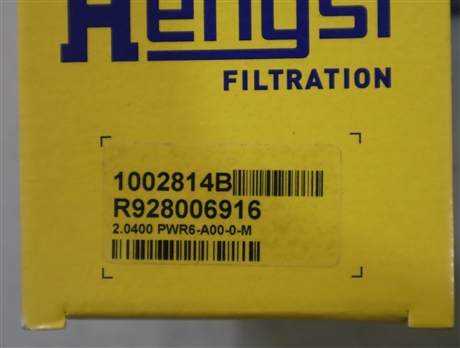 Hengst
FILTRATION
1002814B
R928006916
2.0400 PWR6-A00-0-M